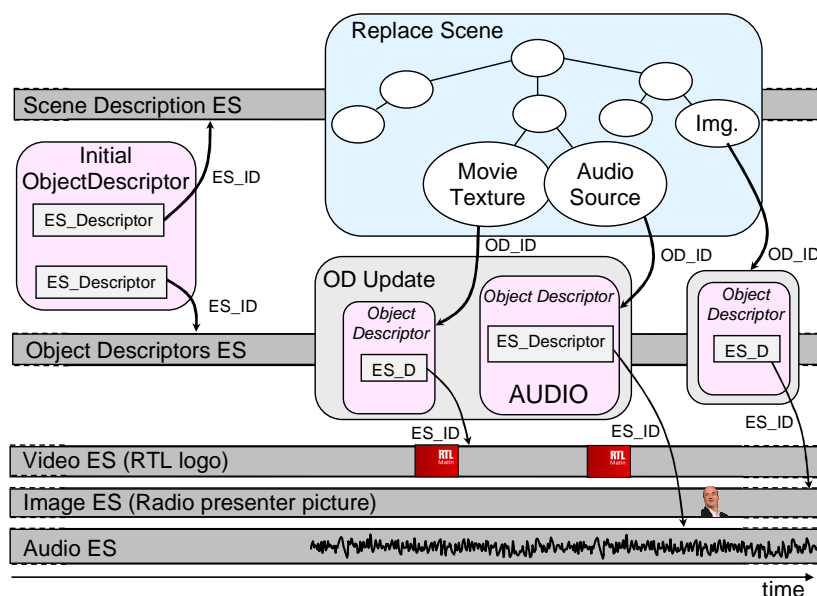 Replace Scene
Scene Description ES
Img.
Initial
ObjectDescriptor
ES_ID
Movie
Texture
Audio
Source
ES_Descriptor
OD_ID
OD_ID
OD_ID
ES_Descriptor
ES_ID
OD Update
Object
Descriptor
Object Descriptor
Object
Descriptor
Object Descriptors ES
ES_D
ES_Descriptor
ES_D
AUDIO
ES_ID
ES_ID
ES_ID
Video ES (RTL logo)
RTL
Matin
RTL
Matin
Image ES (Radio presenter picture)
Audio ES
time